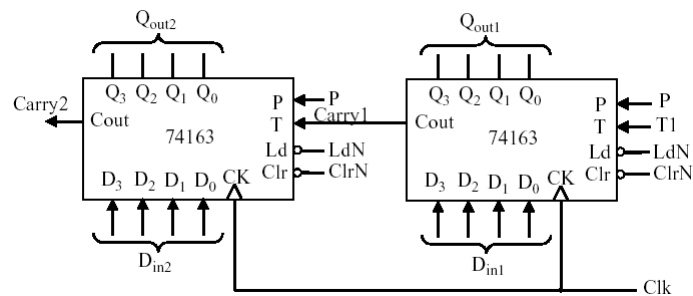 Qout2 Qout1
Q3 Q2 Q1 Q0 Q3 Q2 Q1 Q0
Carry2 P P P P
Cout T Carry1 Cout T T1
74163 74163
Ld LdN Ld LdN
D3 D2 D1 D0 CK Clr ClrN D3 D2 D1 D0 CK Clr ClrN
Din2 Din1
Clk